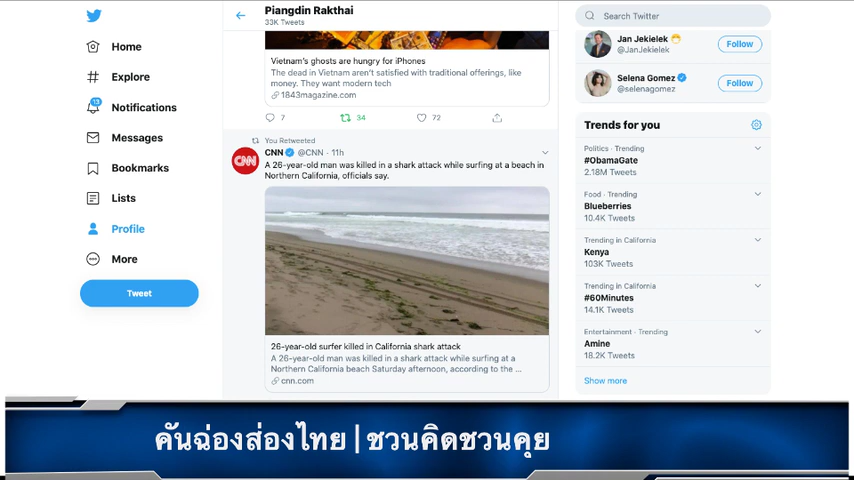 Home
Explore
13
Notifications
Messages
Bookmarks
Lists
Profile
More
Tweet
Piangdin Rakthai
33K Tweets
Vietnam's ghosts are hungry for iPhones
The dead in Vietnam aren't satisfied with traditional offerings, like
money. They want modern tech
1843magazine.com
7
34
72
You Retweeted
CNN @CNN · 11h
A 26-year-old man was killed in a shark attack while surfing at a beach in
Northern California, officials say.
CNN
26-year-old surfer killed in California shark attack
A 26-year-old man was killed in a shark attack while surfing at a
Northern California beach Saturday afternoon, according to the ...
cnn.com
Search Twitter
Jan Jekielek
@JanJekielek
Follow
Selena Gomez
@selenagomez
Follow
Trends for you
Politics · Trending
#ObamaGate
2.18M Tweets
Food · Trending
Blueberries
10.4K Tweets
Trending in California
Kenya
103K Tweets
Trending in California
#60Minutes
14.1K Tweets
Entertainment · Trending
Amine
18.2K Tweets
Show more
คันฉ่องส่องไทย | ชวนคิดชวนคุย